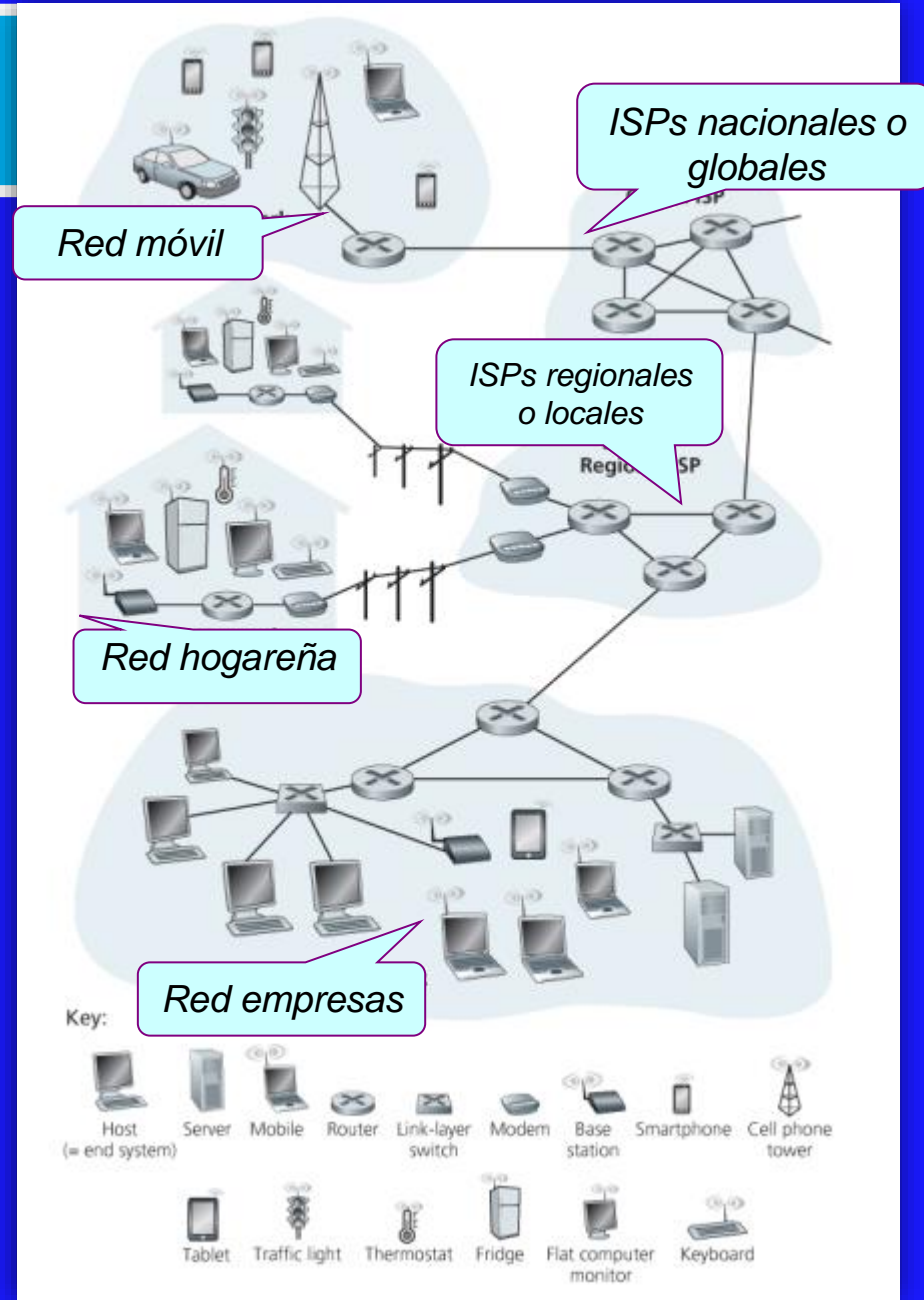 ISPs nacionales o
globales
ISP
Red móvil
ISPs regionales
o locales
SP
Red hogareña
Red empresas
Key:
Host
(= end system)
Server
Mobile
Router
Link-layer
switch
Modem
Base
station
Smartphone
Cell phone
tower
Tablet
Traffic light
Thermostat
Fridge
Flat computer
monitor
Keyboard